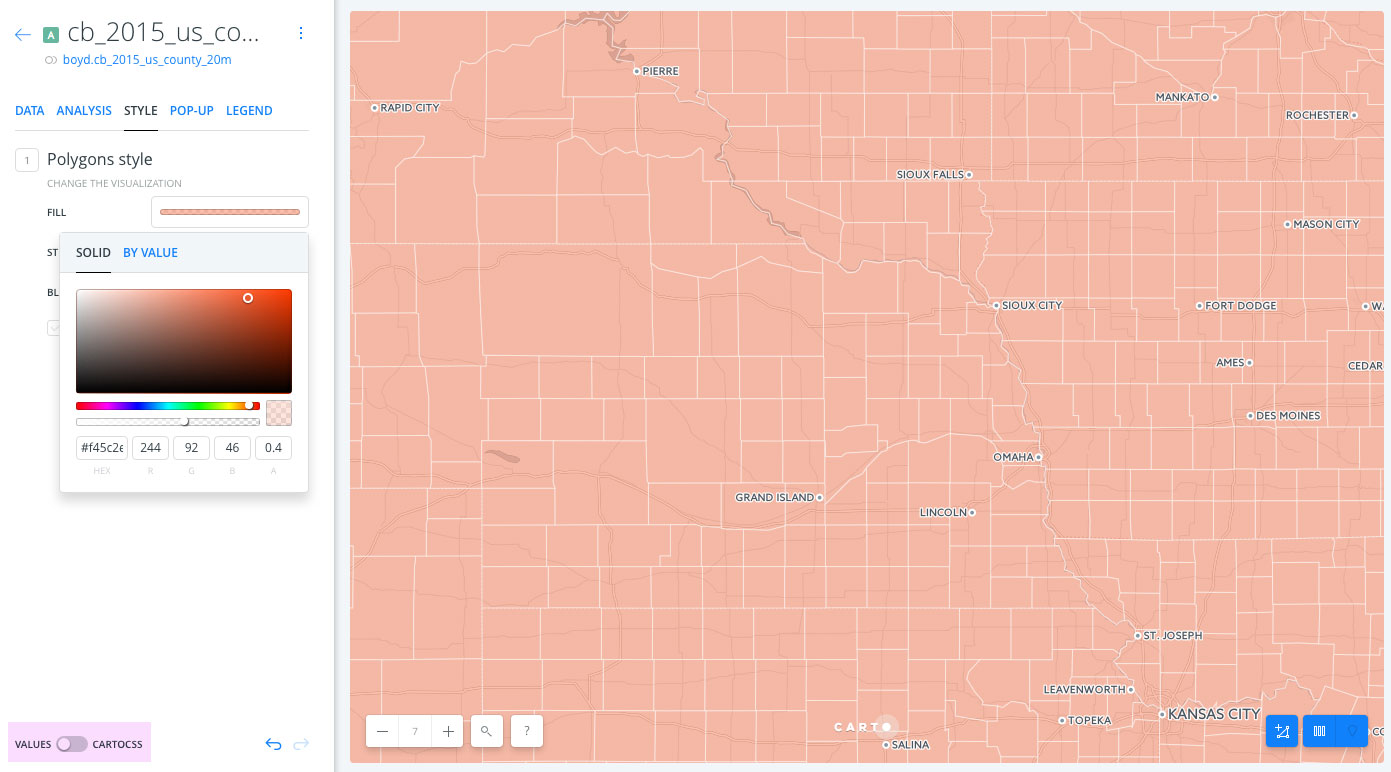 A cb_2015_us_co...
boyd.cb_2015_us_county_20m
DATA ANALYSIS STYLE POP-UP LEGEND
1 Polygons style
CHANGE THE VISUALIZATION
FILL
ST
SOLID BY VALUE
BL
#f45c2e 244 92 46 0.4
HEX R G B A
VALUES CARTOCSS
PIERRE
RAPID CITY
MANKATO
ROCHESTER
SIOUX FALLS
MASON CITY
SIOUX CITY
FORT DODGE
WA
AMES
CEDAR
DES MOINES
OMAHA
GRAND ISLAND
LINCOLN
ST. JOSEPH
LEAVENWORTH
KANSAS CITY
TOPEKA
CARTO
7
?
SALINA
CO